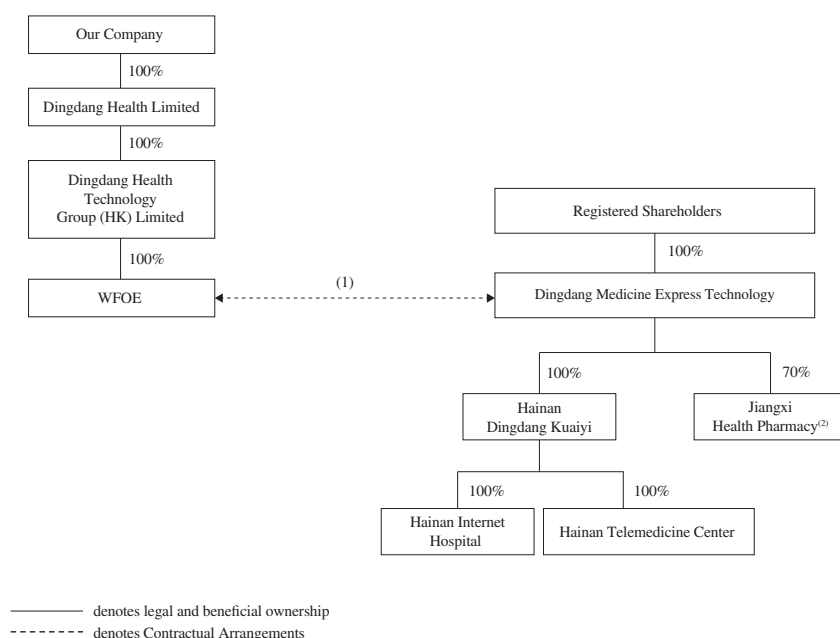 Our Company
100%
Dingdang Health Limited
100%
Dingdang Health
Technology
Group (HK) Limited
100%
WFOE
(1)
Registered Shareholders
100%
Dingdang Medicine Express Technology
100%
70%
Hainan
Dingdang Kuaiyi
Jiangxi
Health Pharmacy(2)
100%
100%
Hainan Internet
Hospital
Hainan Telemedicine Center
denotes legal and beneficial ownership
denotes Contractual Arrangements